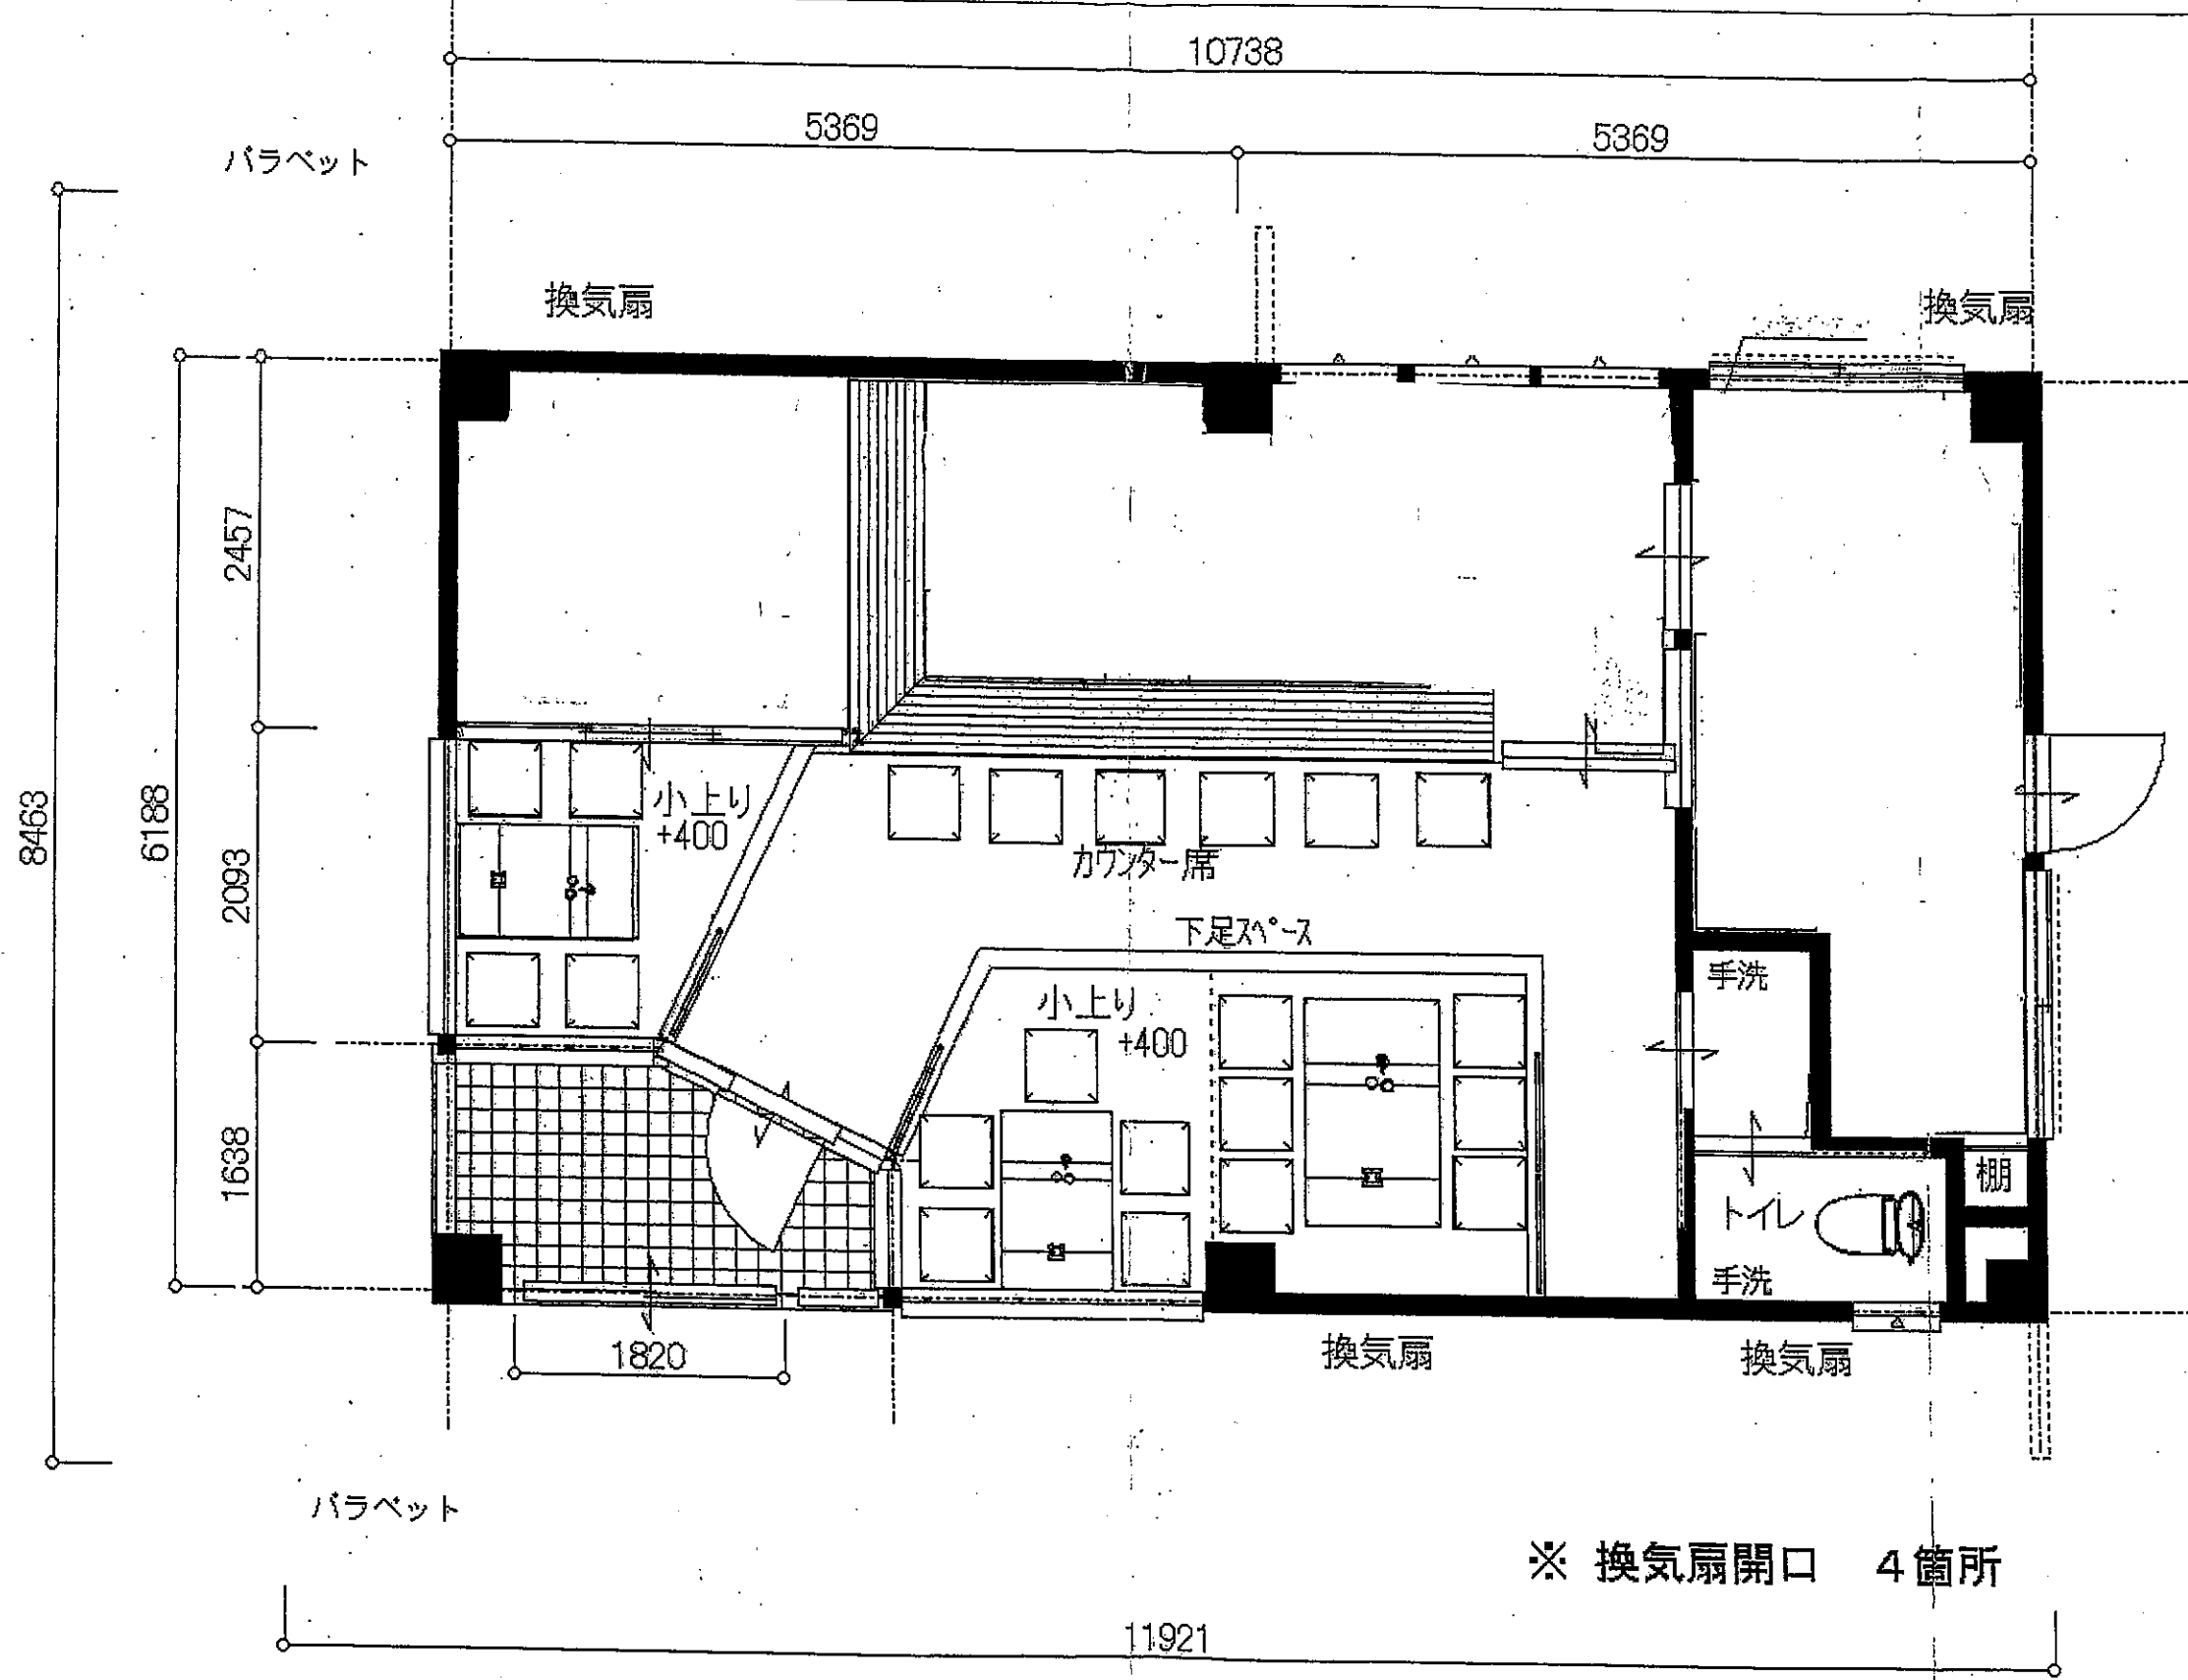 10738
5369
5369
パラペット
換気扇
換気扇
2457
小上り
+400
カウンター席
8463
6188
2093
下足スペース
手洗
小上り
+400
1638
棚
トイレ
手洗
1820
換気扇
換気扇
パラペット
※ 換気扇開口 4箇所
11921